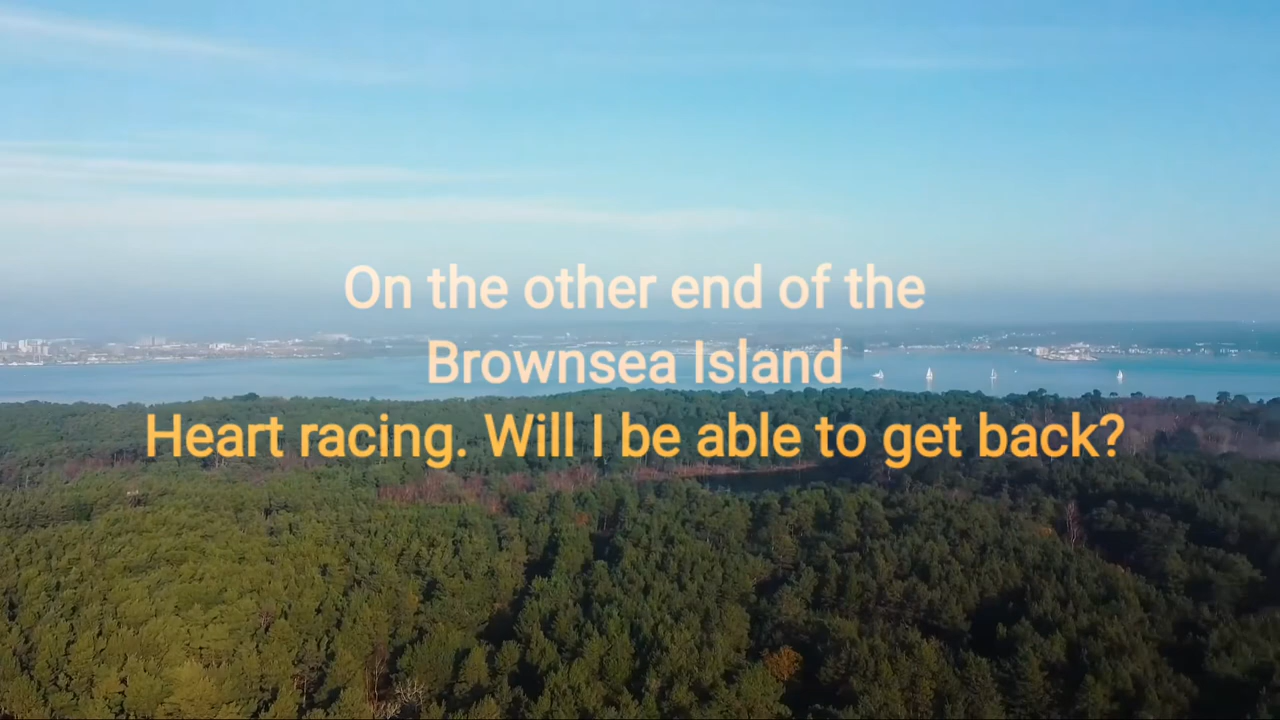 On the other end of the
Brownsea Island
Heart racing. Will I be able to get back?